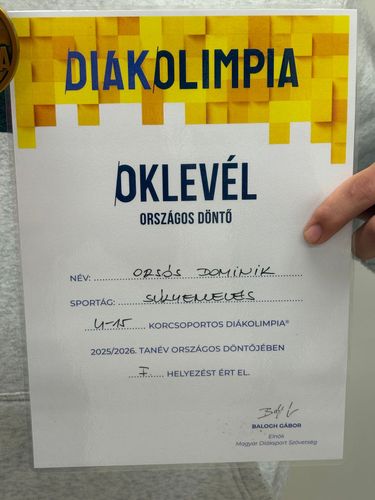 DIÁKOLIMPIA
OKLEVÉL
ORSZÁGOS DÖNTŐ
NÉV: ORSÓS DOMINIK
SPORTÁG: SÚLYEMELÉS
U-15 KORCSOPORTOS DIÁKOLIMPIA®
2025/2026. TANÉV ORSZÁGOS DÖNTŐJÉBEN
I. HELYEZÉST ÉRT EL.
BALOGH GÁBOR
Elnök
Magyar Diáksport Szövetség